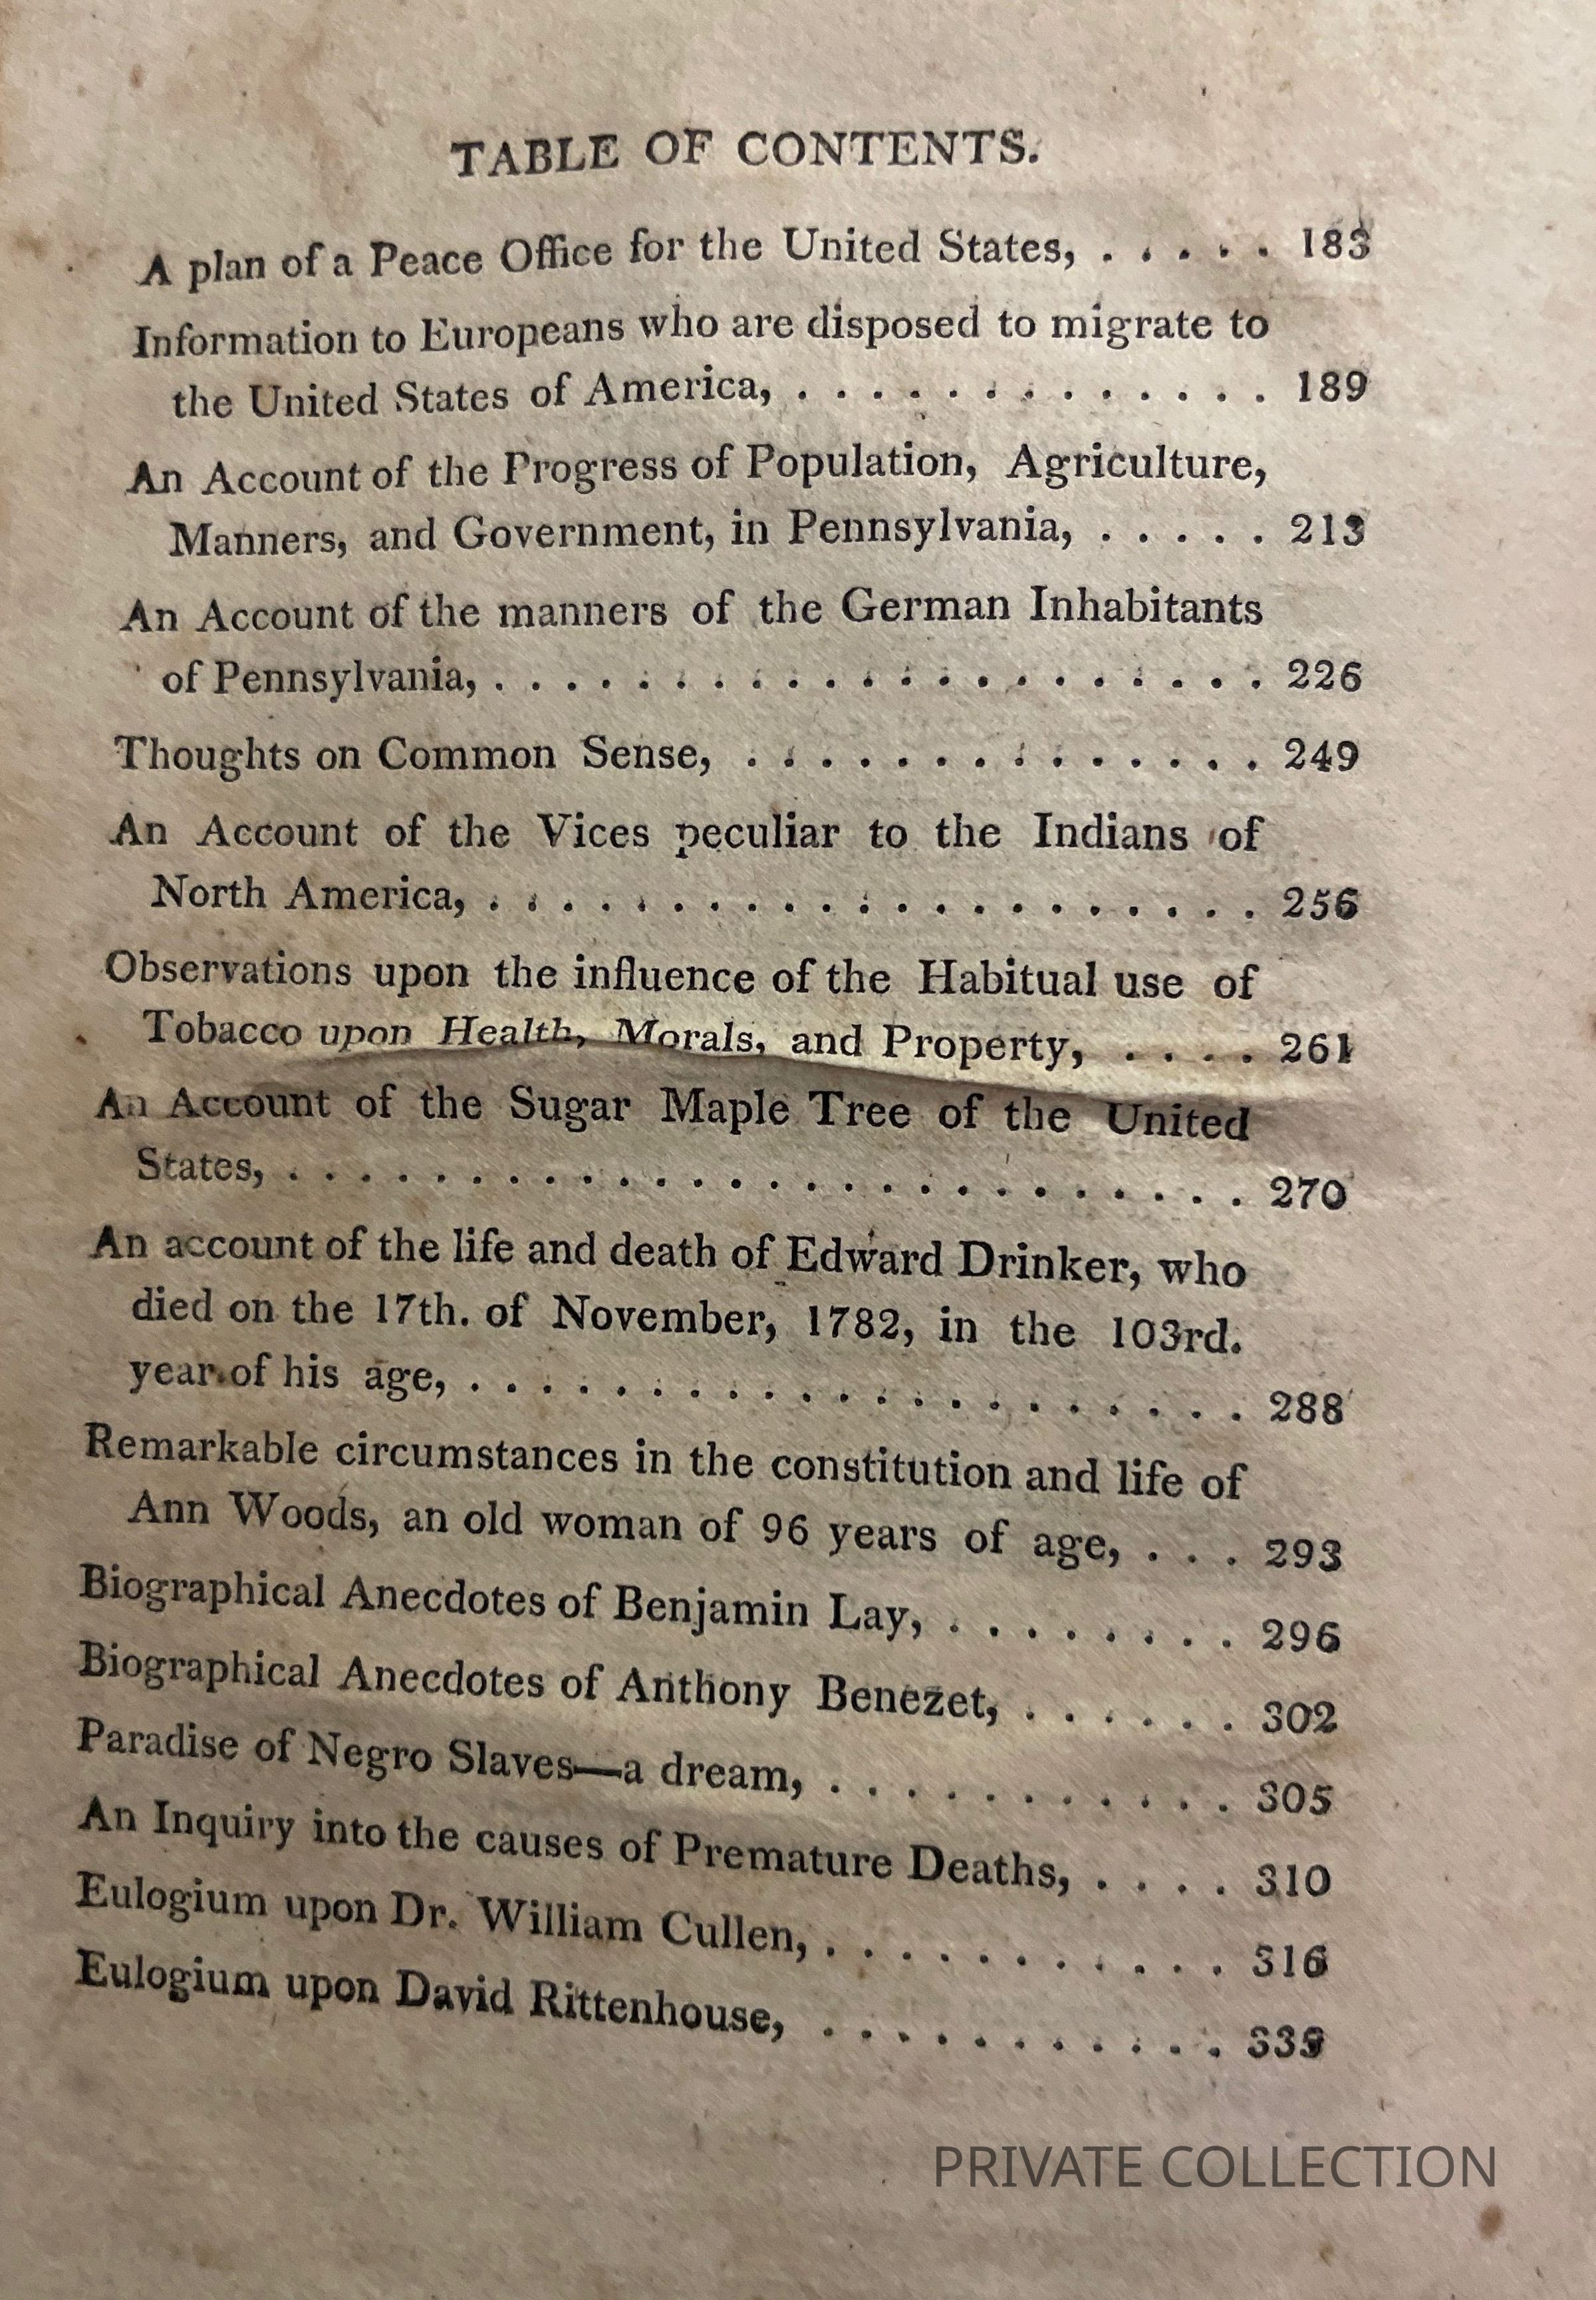 TABLE OF CONTENTS.
A plan of a Peace Office for the United States, . . . . . 183
Information to Europeans who are disposed to migrate to
the United States of America, . . . . . . . . . . . . . 189
An Account of the Progress of Population, Agriculture,
Manners, and Government, in Pennsylvania, . . . . . 213
An Account of the manners of the German Inhabitants
of Pennsylvania, . . . . . . . . . . . . . . . . . . . . . 226
Thoughts on Common Sense, . . . . . . . . . . . . . . 249
An Account of the Vices peculiar to the Indians of
North America, . . . . . . . . . . . . . . . . . . . . . 256
Observations upon the influence of the Habitual use of
Tobacco upon Health, Morals, and Property, . . . . 261
An Account of the Sugar Maple Tree of the United
States, . . . . . . . . . . . . . . . . . . . . . . . . . . 270
An account of the life and death of Edward Drinker, who
died on the 17th. of November, 1782, in the 103rd.
year of his age, . . . . . . . . . . . . . . . . . . . . . 288
Remarkable circumstances in the constitution and life of
Ann Woods, an old woman of 96 years of age, . . . 293
Biographical Anecdotes of Benjamin Lay, . . . . . . . . 296
Biographical Anecdotes of Anthony Benezet, . . . . . . 302
Paradise of Negro Slaves—a dream, . . . . . . . . . . . 305
An Inquiry into the causes of Premature Deaths, . . . . 310
Eulogium upon Dr. William Cullen, . . . . . . . . . . . 316
Eulogium upon David Rittenhouse, . . . . . . . . . . .
PRIVATE COLLECTION